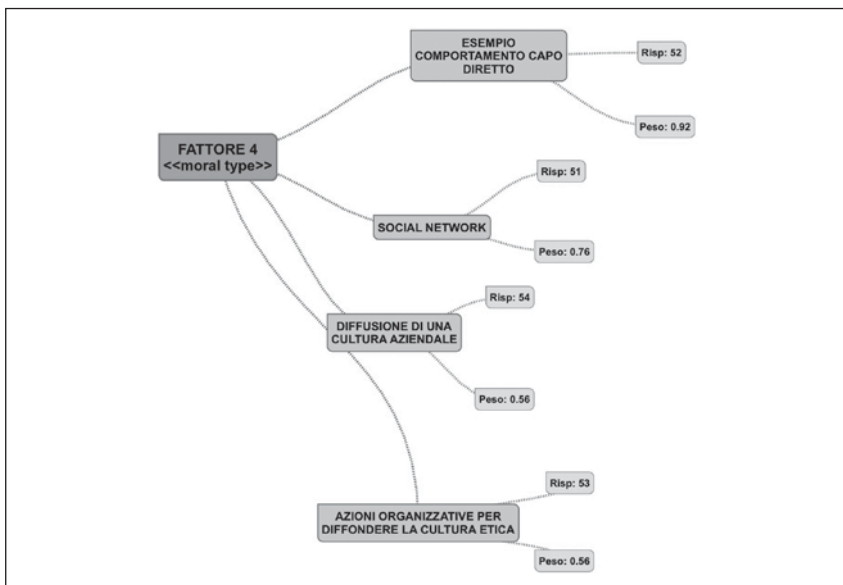 ESEMPIO
COMPORTAMENTO CAPO
DIRETTO
Risp: 52
Peso: 0.92
FATTORE 4
<<moral type>>
Risp: 51
SOCIAL NETWORK
Peso: 0.76
Risp: 54
DIFFUSIONE DI UNA
CULTURA AZIENDALE
Peso: 0.56
Risp: 53
AZIONI ORGANIZZATIVE PER
DIFFONDERE LA CULTURA ETICA
Peso: 0.56